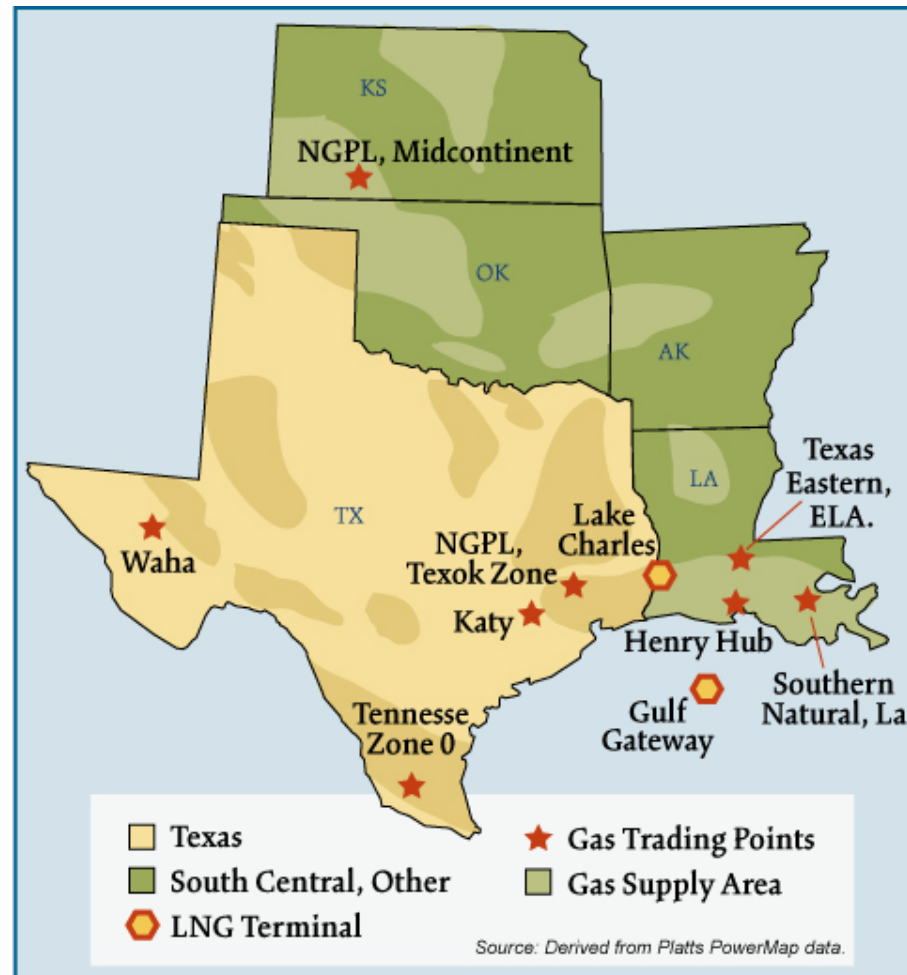 KS
NGPL, Midcontinent
OK
AK
Texas
Eastern,
ELA.
LA
TX
Lake
Charles
NGPL,
Texok Zone
Waha
Katy
Henry Hub
Southern
Natural, La
Gulf
Gateway
Tennesse
Zone 0
Texas
South Central, Other
LNG Terminal
Gas Trading Points
Gas Supply Area
Source: Derived from Platts PowerMap data.